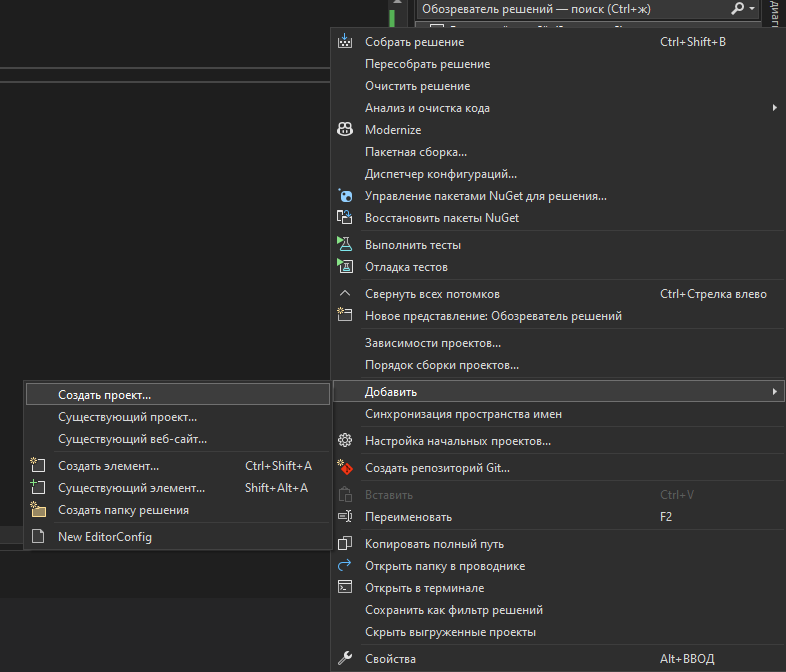 Обозреватель решений — поиск (Ctrl+ж)
Собрать решение Ctrl+Shift+B
Пересобрать решение
Очистить решение
Анализ и очистка кода
Modernize
Пакетная сборка...
Диспетчер конфигураций...
Управление пакетами NuGet для решения...
Восстановить пакеты NuGet
Выполнить тесты
Отладка тестов
Свернуть всех потомков Ctrl+Стрелка влево
Новое представление: Обозреватель решений
Зависимости проектов...
Порядок сборки проектов...
Добавить
Синхронизация пространства имен
Настройка начальных проектов...
Создать репозиторий Git...
Вставить Ctrl+V
Переименовать F2
Копировать полный путь
Открыть папку в проводнике
Открыть в терминале
Сохранить как фильтр решений
Скрыть выгруженные проекты
Свойства Alt+ВВОД
Создать проект...
Существующий проект...
Существующий веб-сайт...
Создать элемент... Ctrl+Shift+A
Существующий элемент... Shift+Alt+A
Создать папку решения
New EditorConfig